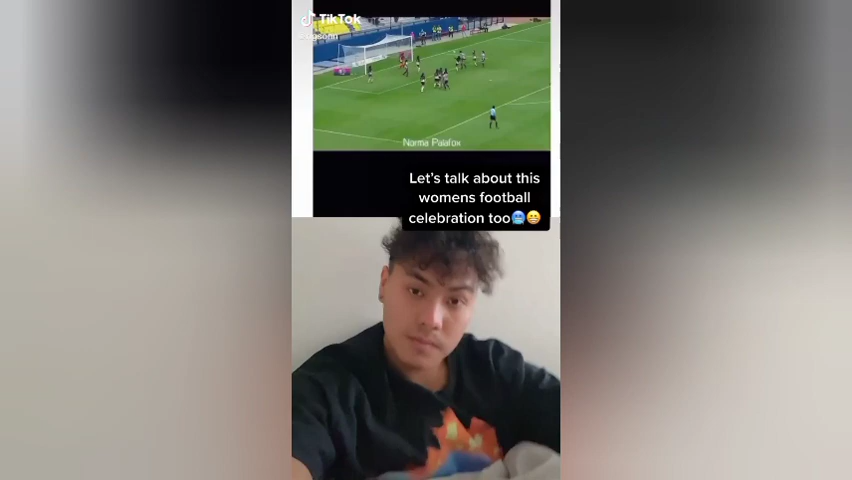 TikTok
Norma Palafox
Let's talk about this
womens football
celebration too🥶😁